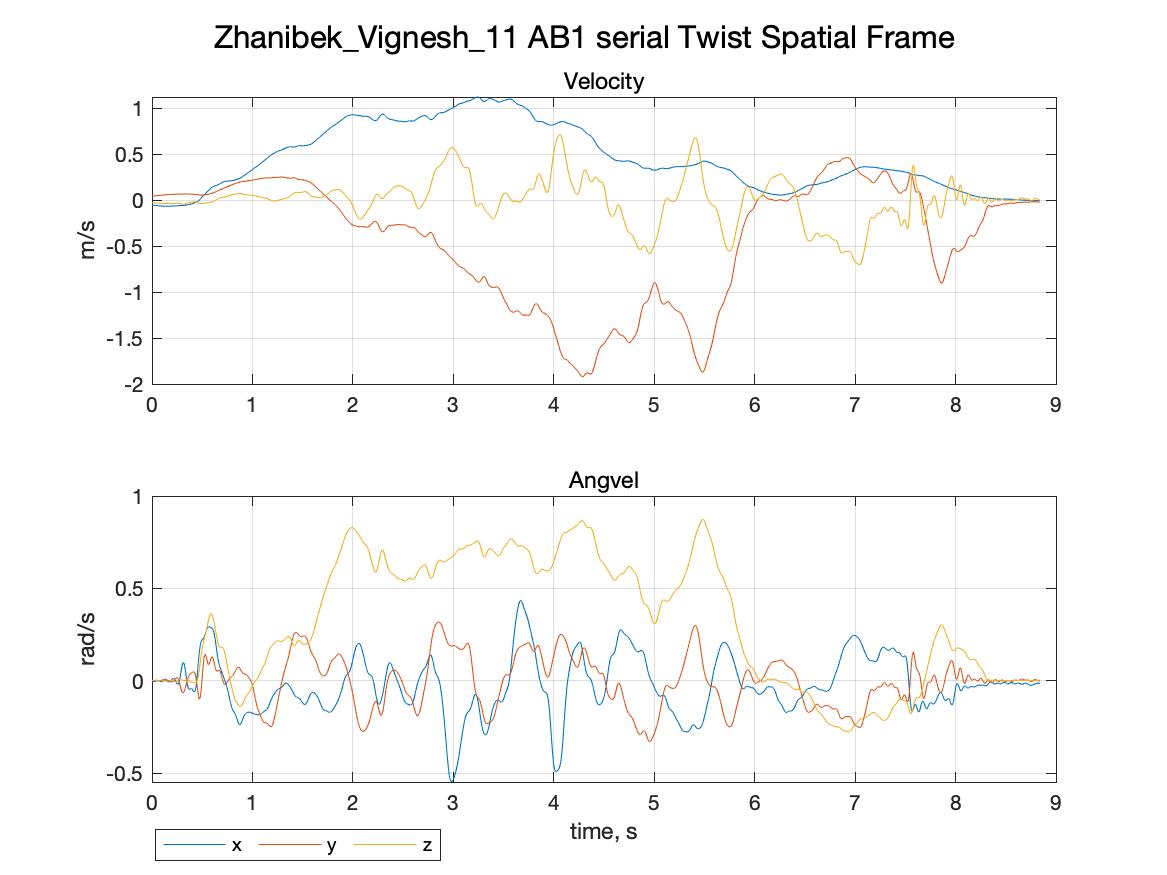 Zhanibek_Vignesh_11 AB1 serial Twist Spatial Frame
Velocity
1
0.5
0
-0.5
-1
-1.5
-2
m/s
0 1 2 3 4 5 6 7 8 9
Angvel
1
0.5
0
-0.5
rad/s
0 1 2 3 4 5 6 7 8 9
time, s
x y z